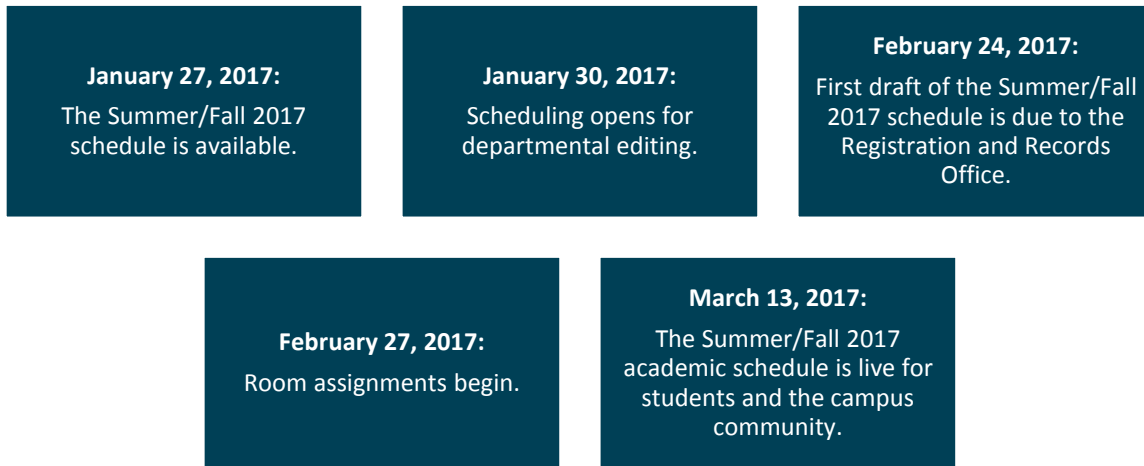 January 27, 2017:
The Summer/Fall 2017
schedule is available.
January 30, 2017:
Scheduling opens for
departmental editing.
February 24, 2017:
First draft of the Summer/Fall
2017 schedule is due to the
Registration and Records
Office.
February 27, 2017:
Room assignments begin.
March 13, 2017:
The Summer/Fall 2017
academic schedule is live for
students and the campus
community.